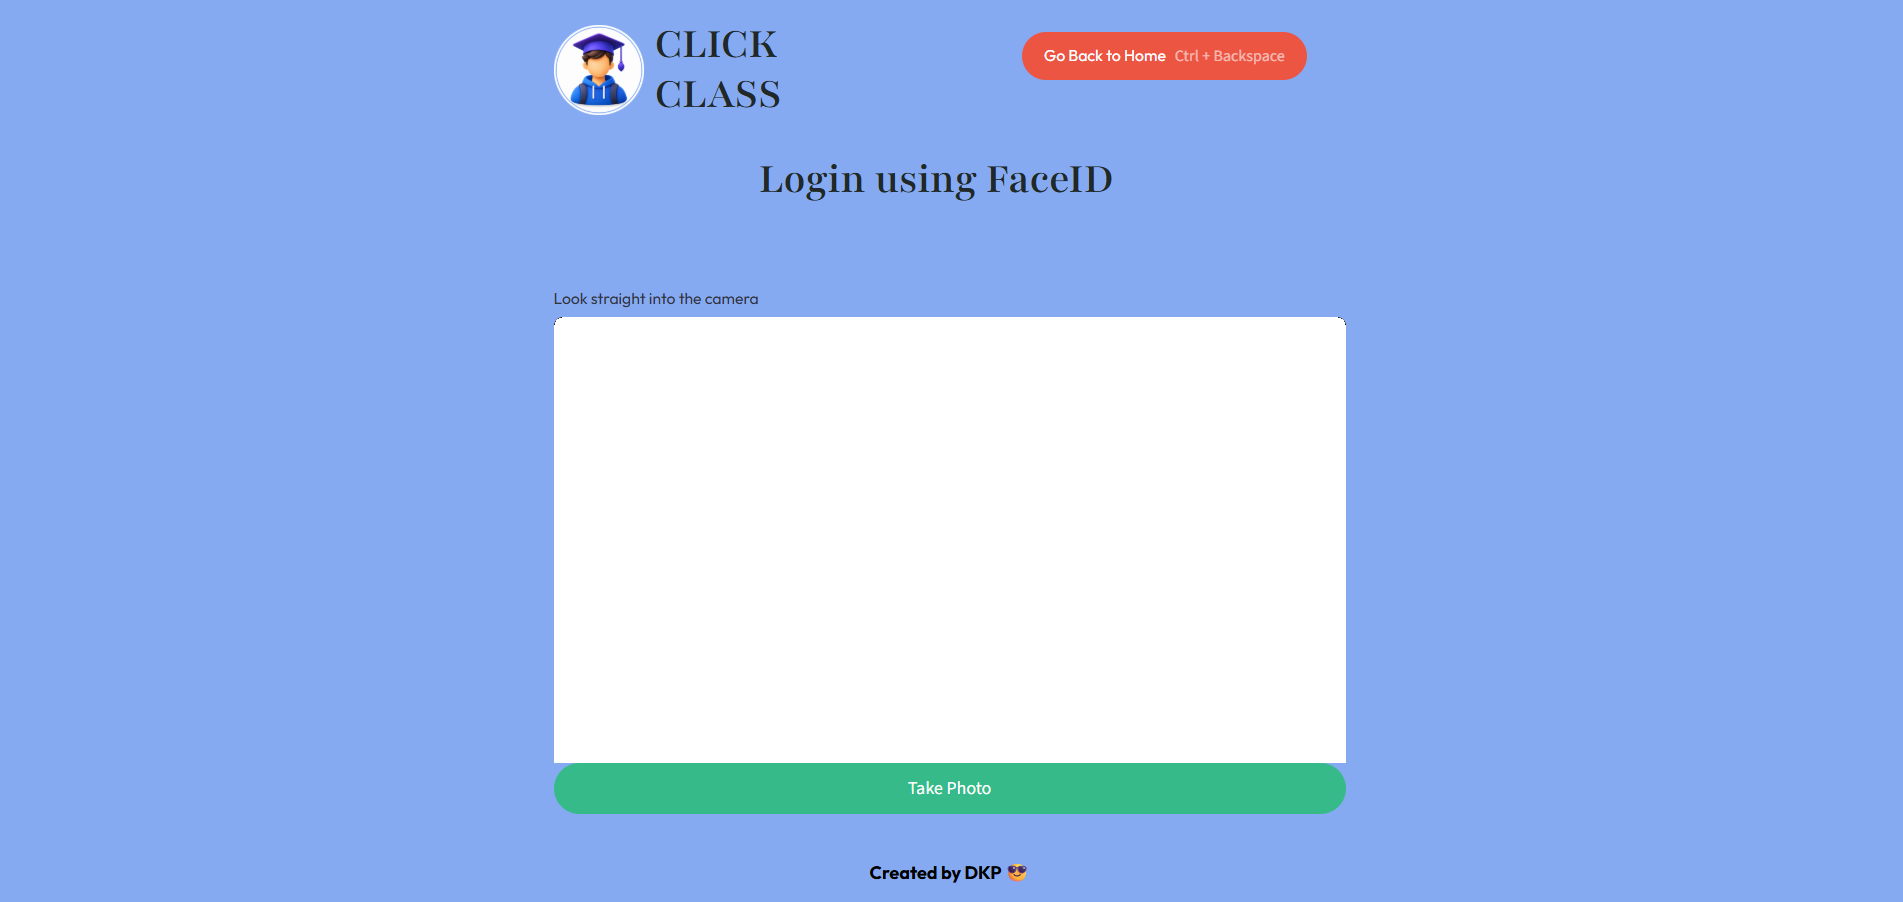 CLICK
CLASS
Go Back to Home Ctrl + Backspace
Login using FaceID
Look straight into the camera
Take Photo
Created by DKP 😎